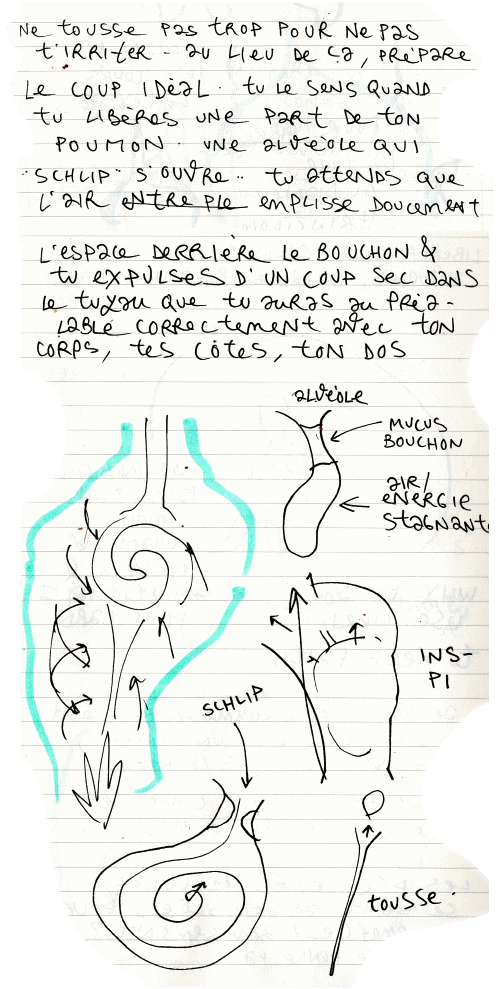 Ne tousse pas trop pour ne pas
t'irriter - au lieu de ça, prépare
le coup idéal. tu le sens quand
tu libères une part de ton
poumon. une alvéole qui
"schlip" s'ouvre.. tu attends que
l'air entre ple emplisse doucement
l'espace derrière le bouchon &
tu expulses d'un coup sec dans
le tuyau que tu auras au préa-
lablé correctement avec ton
corps, tes côtes, ton dos
alvéole
mucus
bouchon
air/
énergie
stagnante
ins-
pi
schlip
tousse.